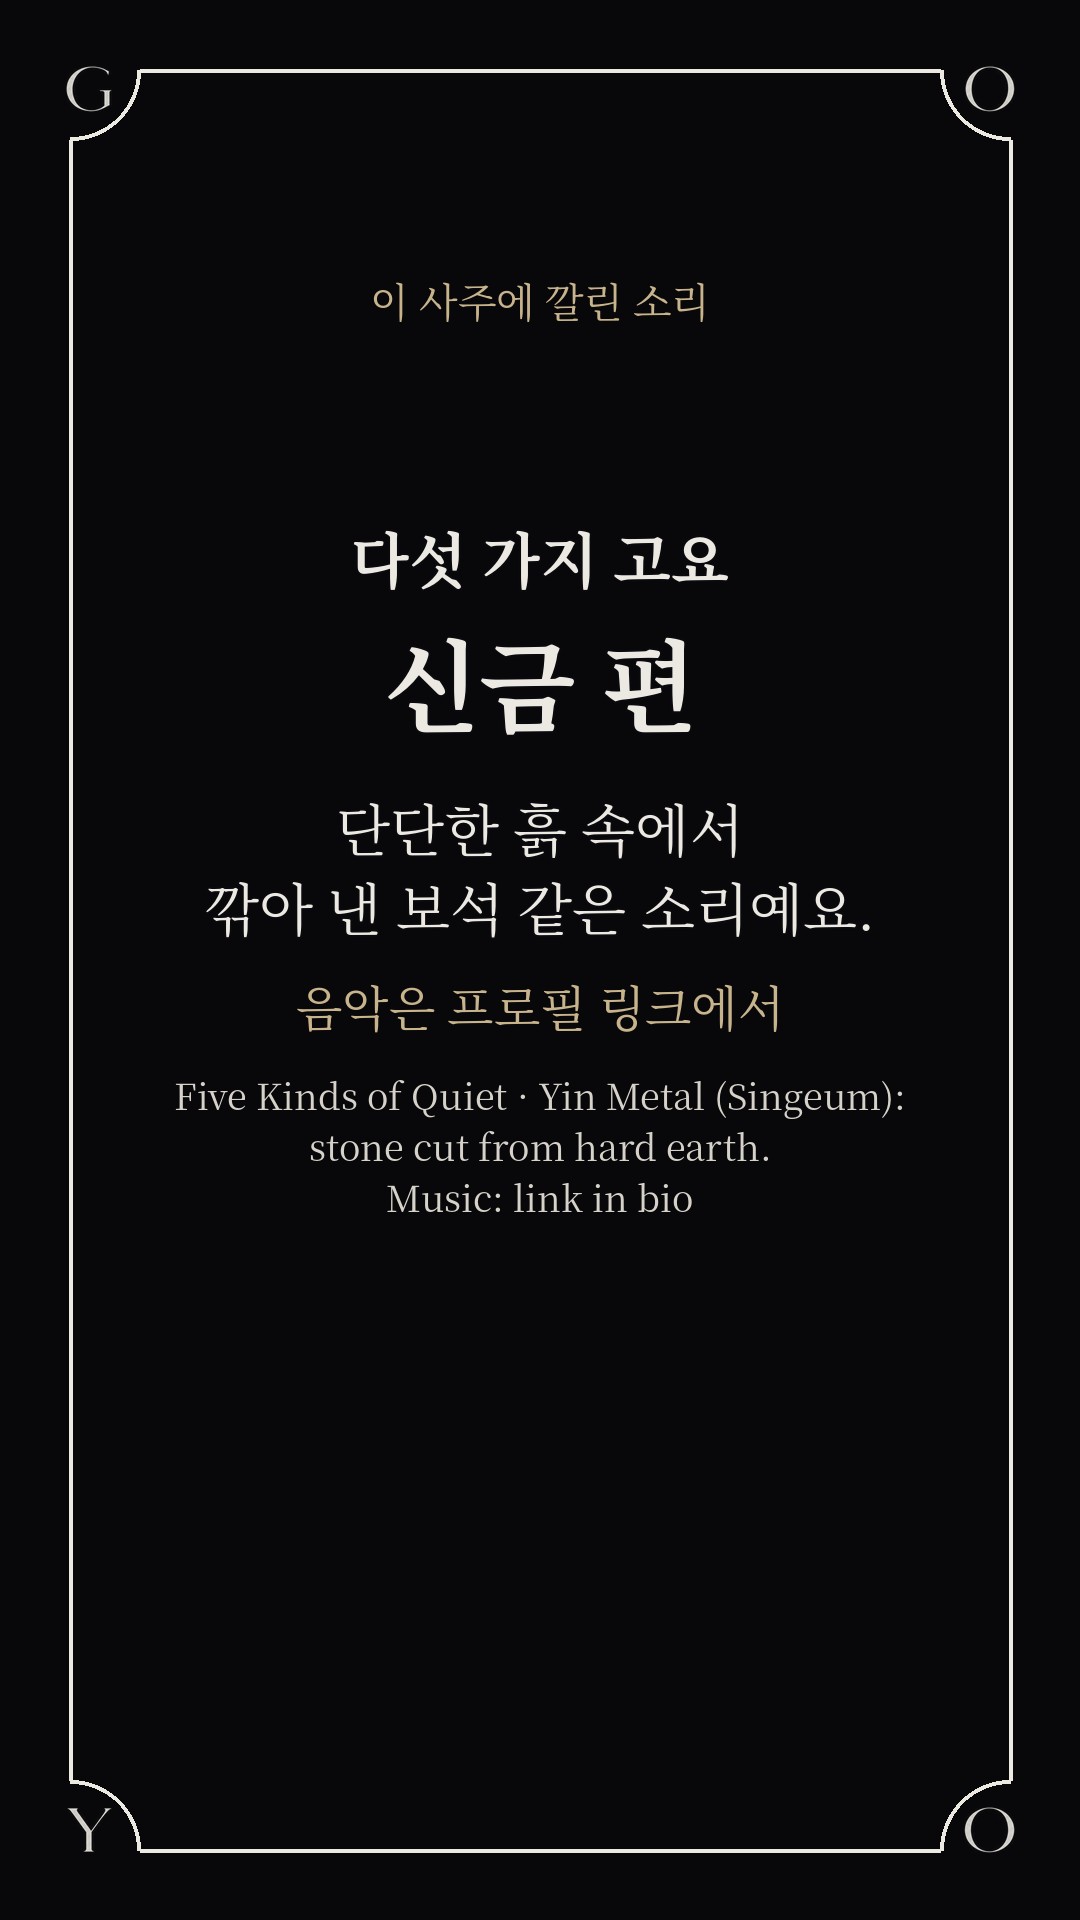 G O
이 사주에 깔린 소리
다섯 가지 고요
신금 편
단단한 흙 속에서
깎아 낸 보석 같은 소리예요.
음악은 프로필 링크에서
Five Kinds of Quiet · Yin Metal (Singeum):
stone cut from hard earth.
Music: link in bio
Y O